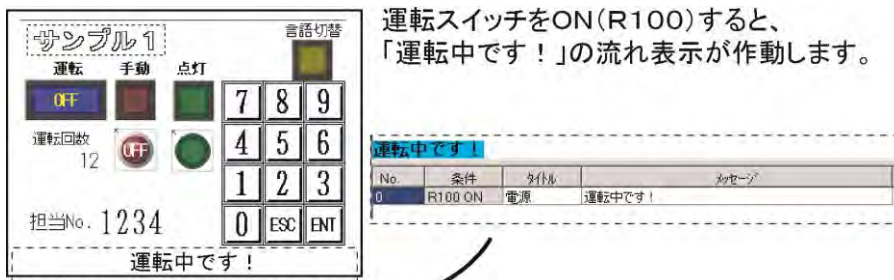 サンプル1
言語切替
運転 手動 点灯
OFF
7 8 9
運転回数
12
OFF
4 5 6
1 2 3
担当No. 1234
0 ESC ENT
運転中です!
運転スイッチをON(R100)すると、
「運転中です!」の流れ表示が作動します。
運転中です!
No. 条件 タイトル メッセージ
0 R100 ON 電源 運転中です!